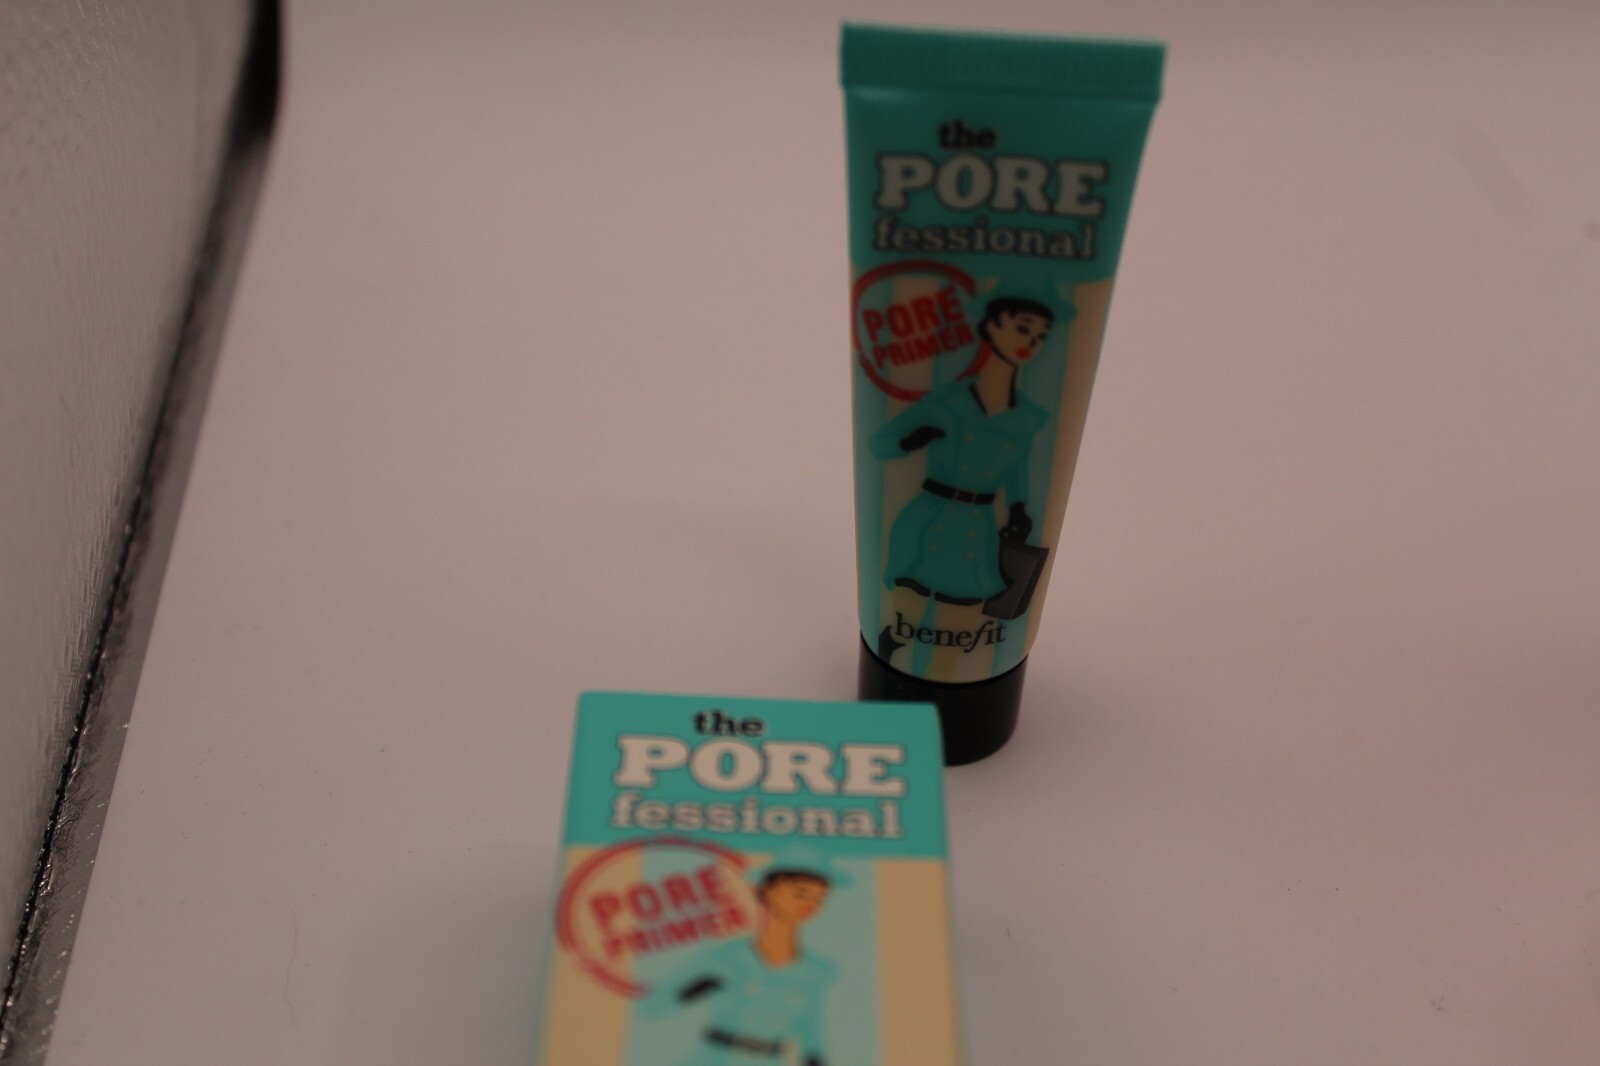 the
PORE
fessional
PORE
PRIMER
benefit
the
PORE
fessional
PORE
PRIMER